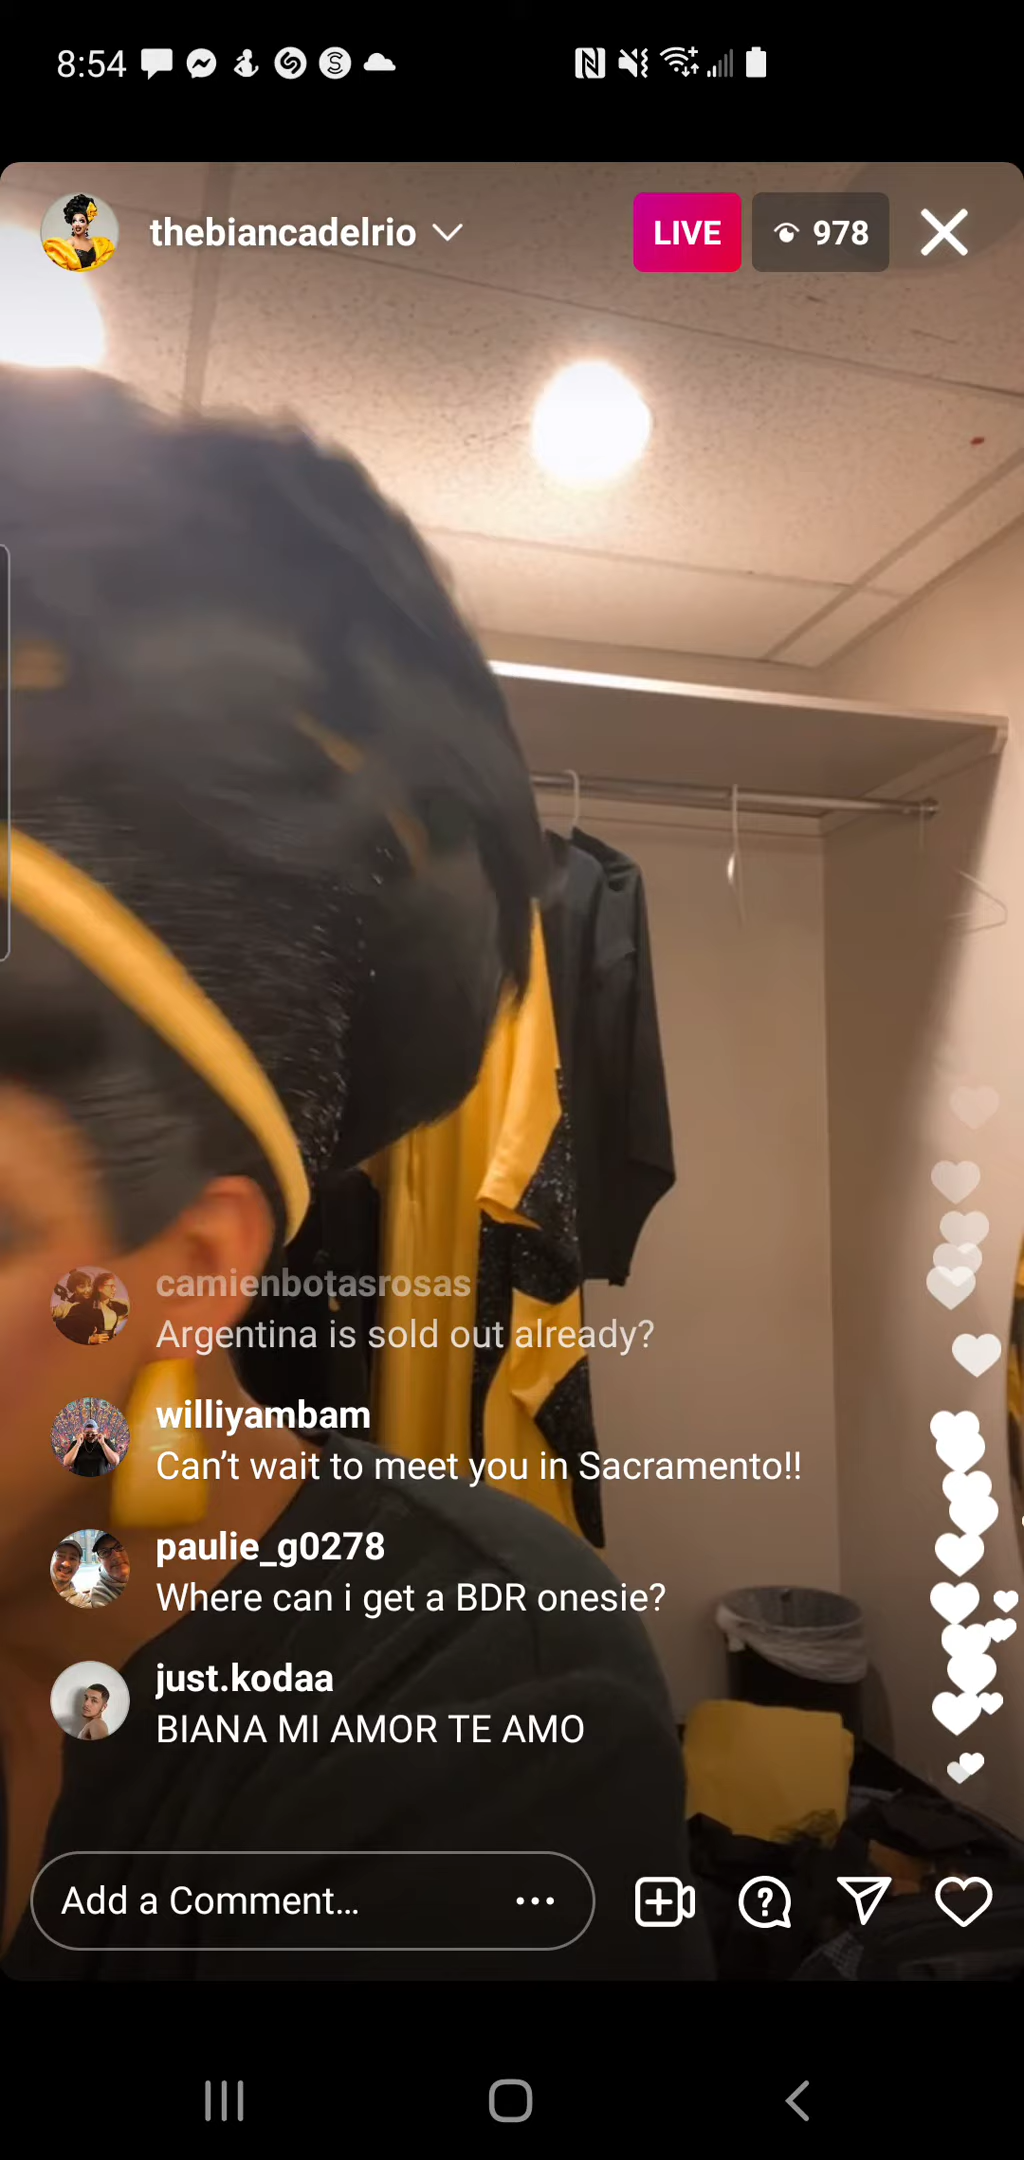 8:54
thebiancadelrio
LIVE
978
camienbotasrosas
Argentina is sold out already?
williyambam
Can't wait to meet you in Sacramento!!
paulie_g0278
Where can i get a BDR onesie?
just.kodaa
BIANA MI AMOR TE AMO
Add a Comment...